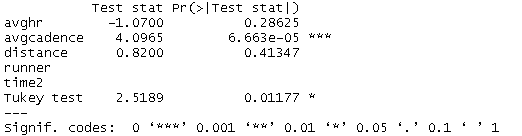 Test stat Pr(>|Test stat|)
avghr -1.0700 0.28625
avgcadence 4.0965 6.663e-05 ***
distance 0.8200 0.41347
runner
time2
Tukey test 2.5189 0.01177 *
---
Signif. codes: 0 ‘***’ 0.001 ‘**’ 0.01 ‘*’ 0.05 ‘.’ 0.1 ‘ ’ 1